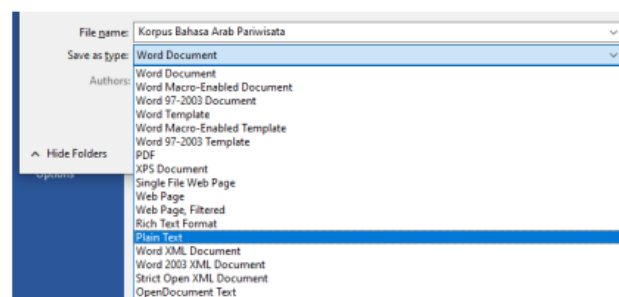 File name: Korpus Bahasa Arab Pariwisata
Save as type: Word Document
Authors:
Word Document
Word Macro-Enabled Document
Word 97-2003 Document
Word Template
Word Macro-Enabled Template
Word 97-2003 Template
Hide Folders
PDF
XPS Document
Options
Single File Web Page
Web Page
Web Page, Filtered
Rich Text Format
Plain Text
Word XML Document
Word 2003 XML Document
Strict Open XML Document
OpenDocument Text